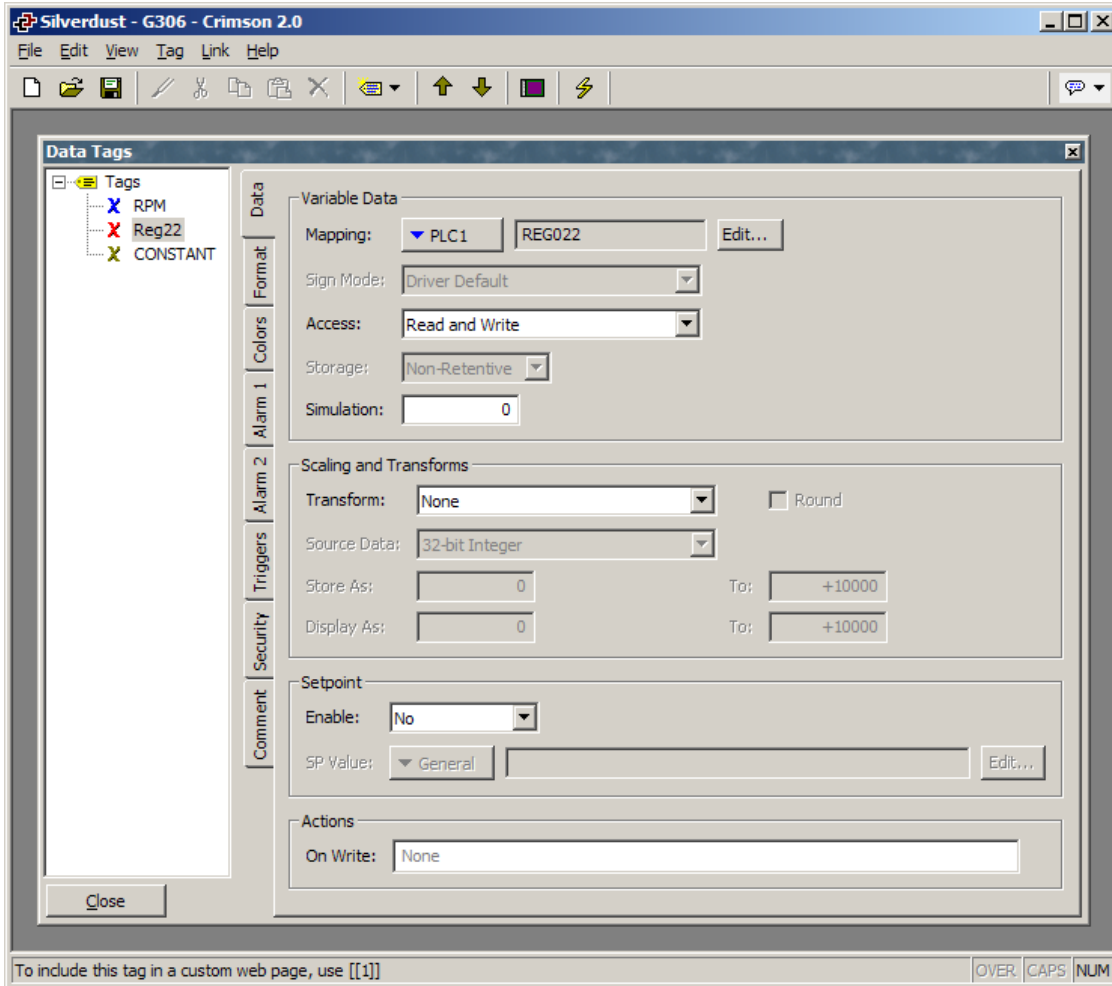 Silverdust - G306 - Crimson 2.0
File Edit View Tag Link Help
Data Tags
Tags
RPM
Reg22
CONSTANT
Data
Format
Colors
Alarm 1
Alarm 2
Triggers
Security
Comment
Variable Data
Mapping: PLC1 REG022 Edit...
Sign Mode: Driver Default
Access: Read and Write
Storage: Non-Retentive
Simulation: 0
Scaling and Transforms
Transform: None Round
Source Data: 32-bit Integer
Store As: 0 To: +10000
Display As: 0 To: +10000
Setpoint
Enable: No
SP Value: General Edit...
Actions
On Write: None
Close
To include this tag in a custom web page, use [[1]] OVER CAPS NUM